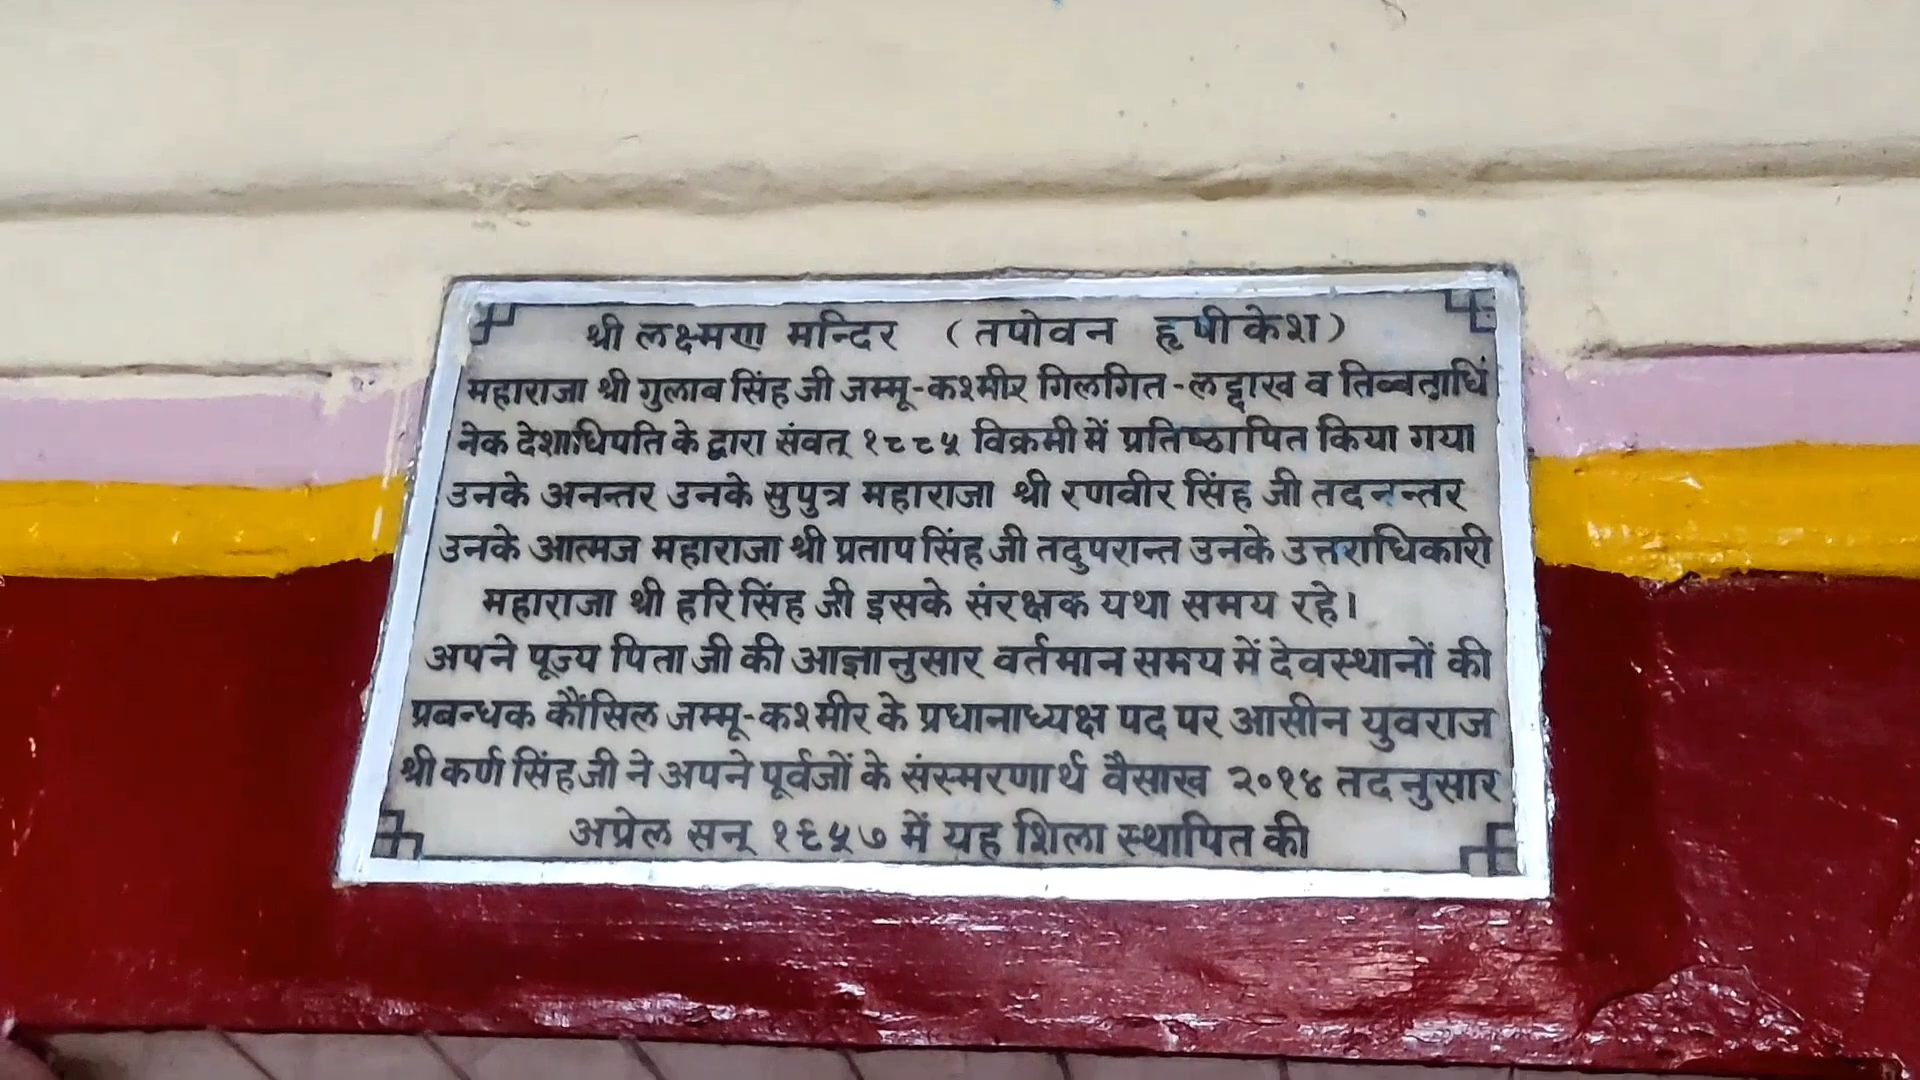 श्री लक्ष्मण मन्दिर (तपोवन हृषीकेश)
महाराजा श्री गुलाब सिंह जी जम्मू-कश्मीर गिलगित-लद्दाख व तिब्बताधिं
नेक देशाधिपति के द्वारा संवत् १८८५ विक्रमी में प्रतिष्ठापित किया गया
उनके अनन्तर उनके सुपुत्र महाराजा श्री रणवीर सिंह जी तदनन्तर
उनके आत्मज महाराजा श्री प्रताप सिंह जी तदुपरान्त उनके उत्तराधिकारी
महाराजा श्री हरि सिंह जी इसके संरक्षक यथा समय रहे।
अपने पूज्य पिता जी की आज्ञानुसार वर्तमान समय में देवस्थानों की
प्रबन्धक कौंसिल जम्मू-कश्मीर के प्रधानाध्यक्ष पद पर आसीन युवराज
श्री कर्ण सिंह जी ने अपने पूर्वजों के संस्मरणार्थ वैसाख २०१४ तदनुसार
अप्रेल सन् १९५७ में यह शिला स्थापित की